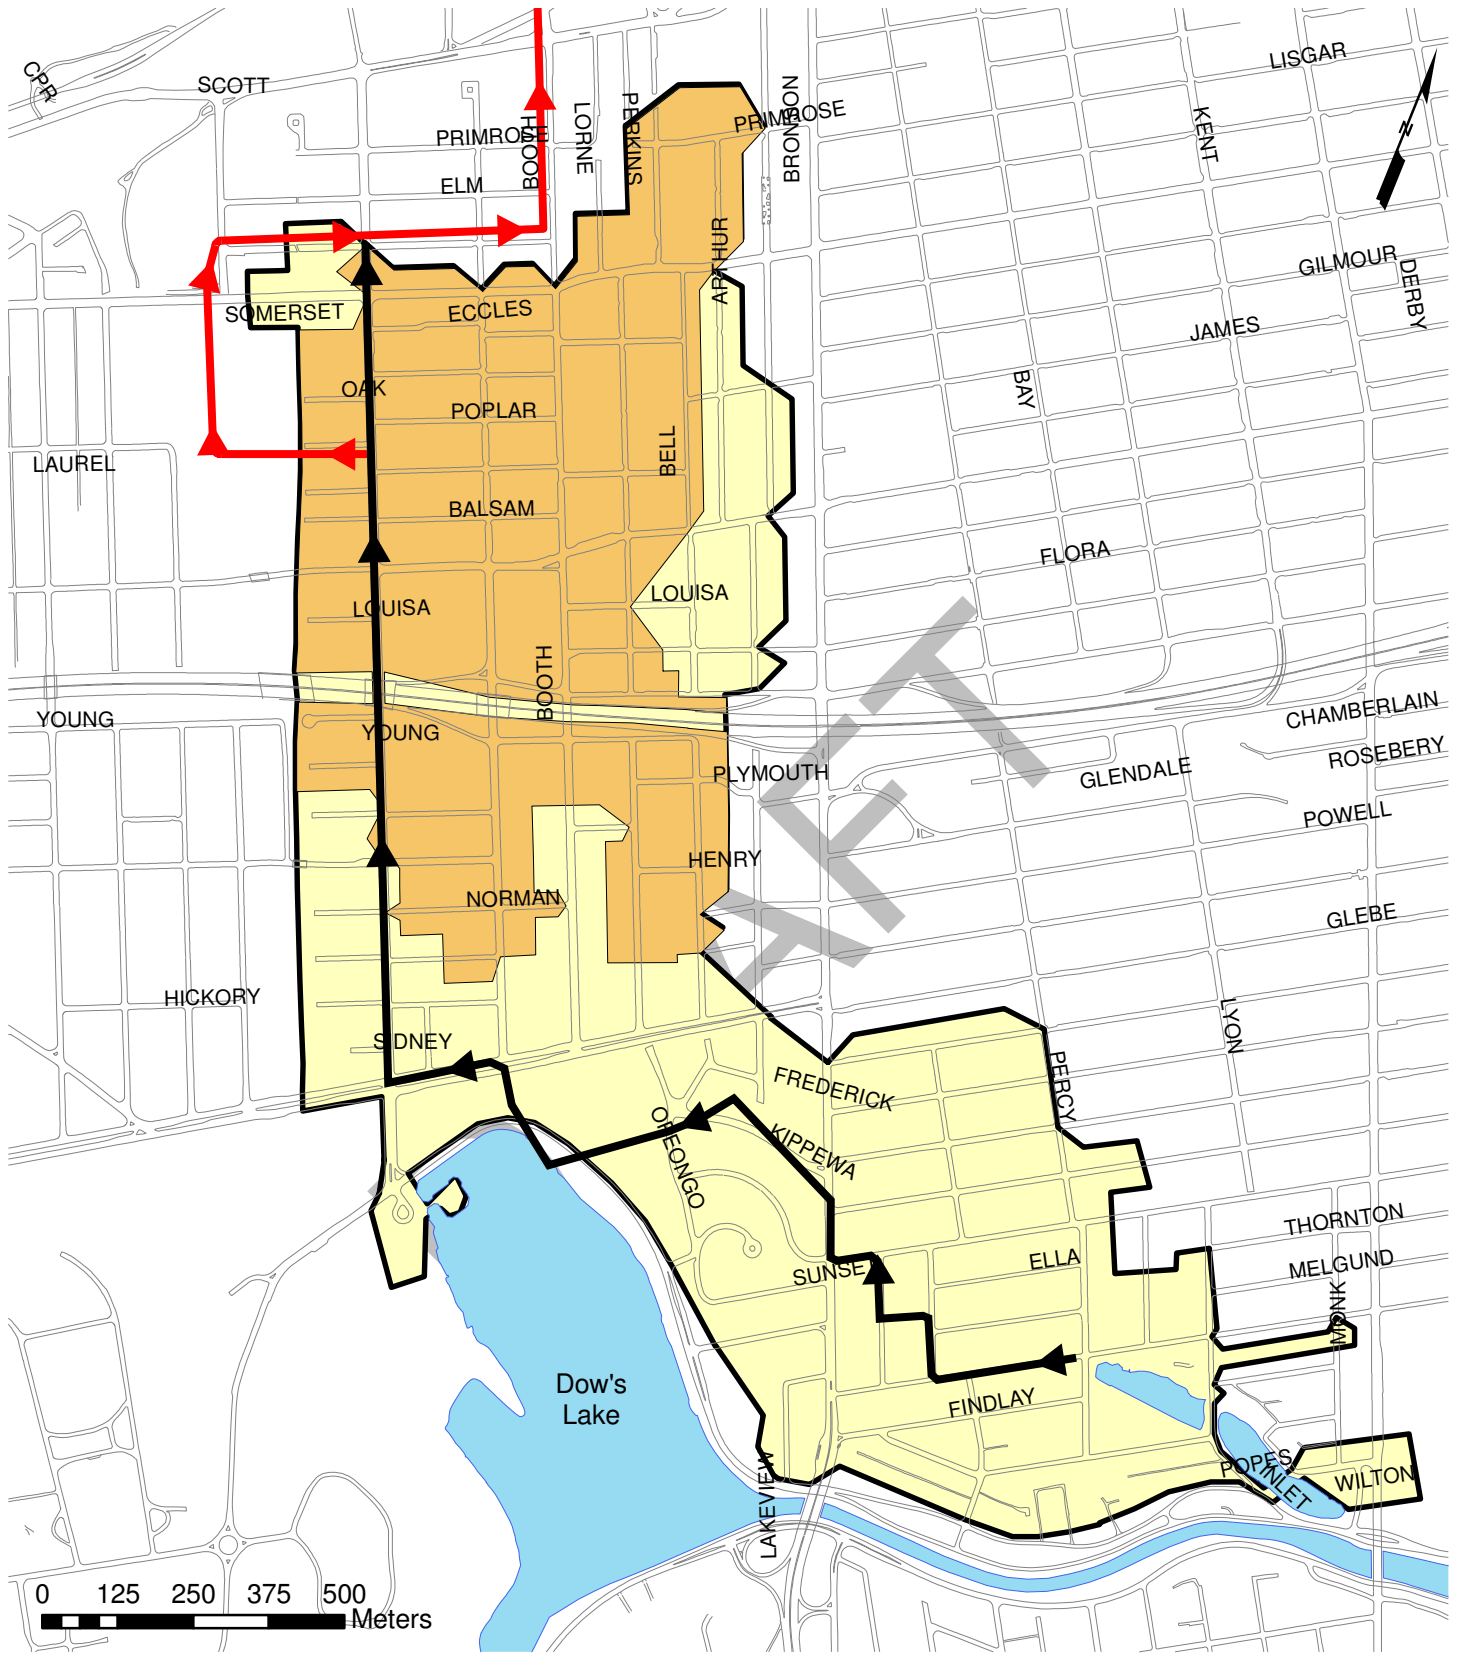 LISGAR
CPR
SCOTT
PRIMROSE
BOOTH
LORNE
PERKINS
BRONSON
PRIMROSE
KENT
N
ELM
ARTHUR
GILMOUR
DERBY
SOMERSET
ECCLES
JAMES
OAK
BAY
POPLAR
BELL
LAUREL
BALSAM
FLORA
LOUISA
LOUISA
BOOTH
YOUNG
YOUNG
CHAMBERLAIN
ROSEBERY
PLYMOUTH
GLENDALE
POWELL
HENRY
NORMAN
GLEBE
AFT
HICKORY
LYON
SIDNEY
PERCY
FREDERICK
KIPPEWA
OPEONGO
THORNTON
ELLA
MELGUND
SUNSET
MONK
Dow's
Lake
FINDLAY
LAKEVIEW
POPES
INLET
WILTON
0 125 250 375 500
Meters